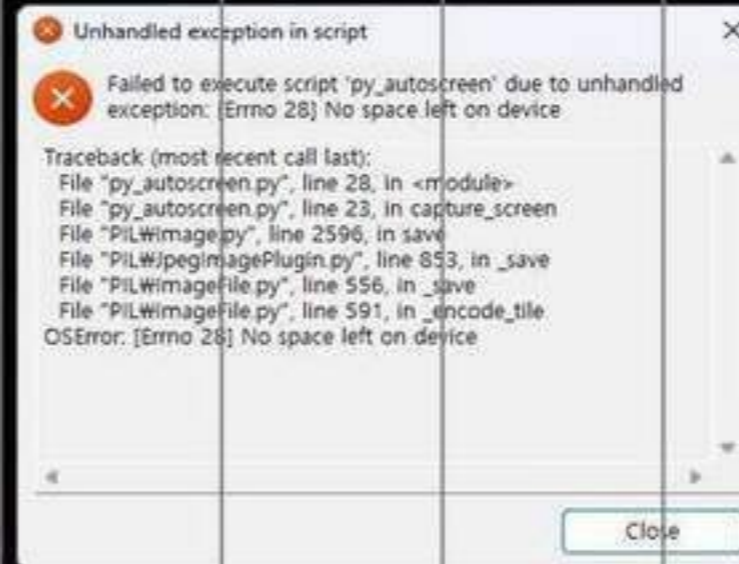 Unhandled exception in script
Failed to execute script 'py_autoscreen' due to unhandled
exception: [Errno 28] No space left on device
Traceback (most recent call last):
File "py_autoscreen.py", line 28, in <module>
File "py_autoscreen.py", line 23, in capture_screen
File "PIL₩Image.py", line 2596, in save
File "PIL₩JpegImagePlugin.py", line 853, in _save
File "PIL₩ImageFile.py", line 556, in _save
File "PIL₩ImageFile.py", line 591, in _encode_tile
OSError: [Errno 28] No space left on device
Close